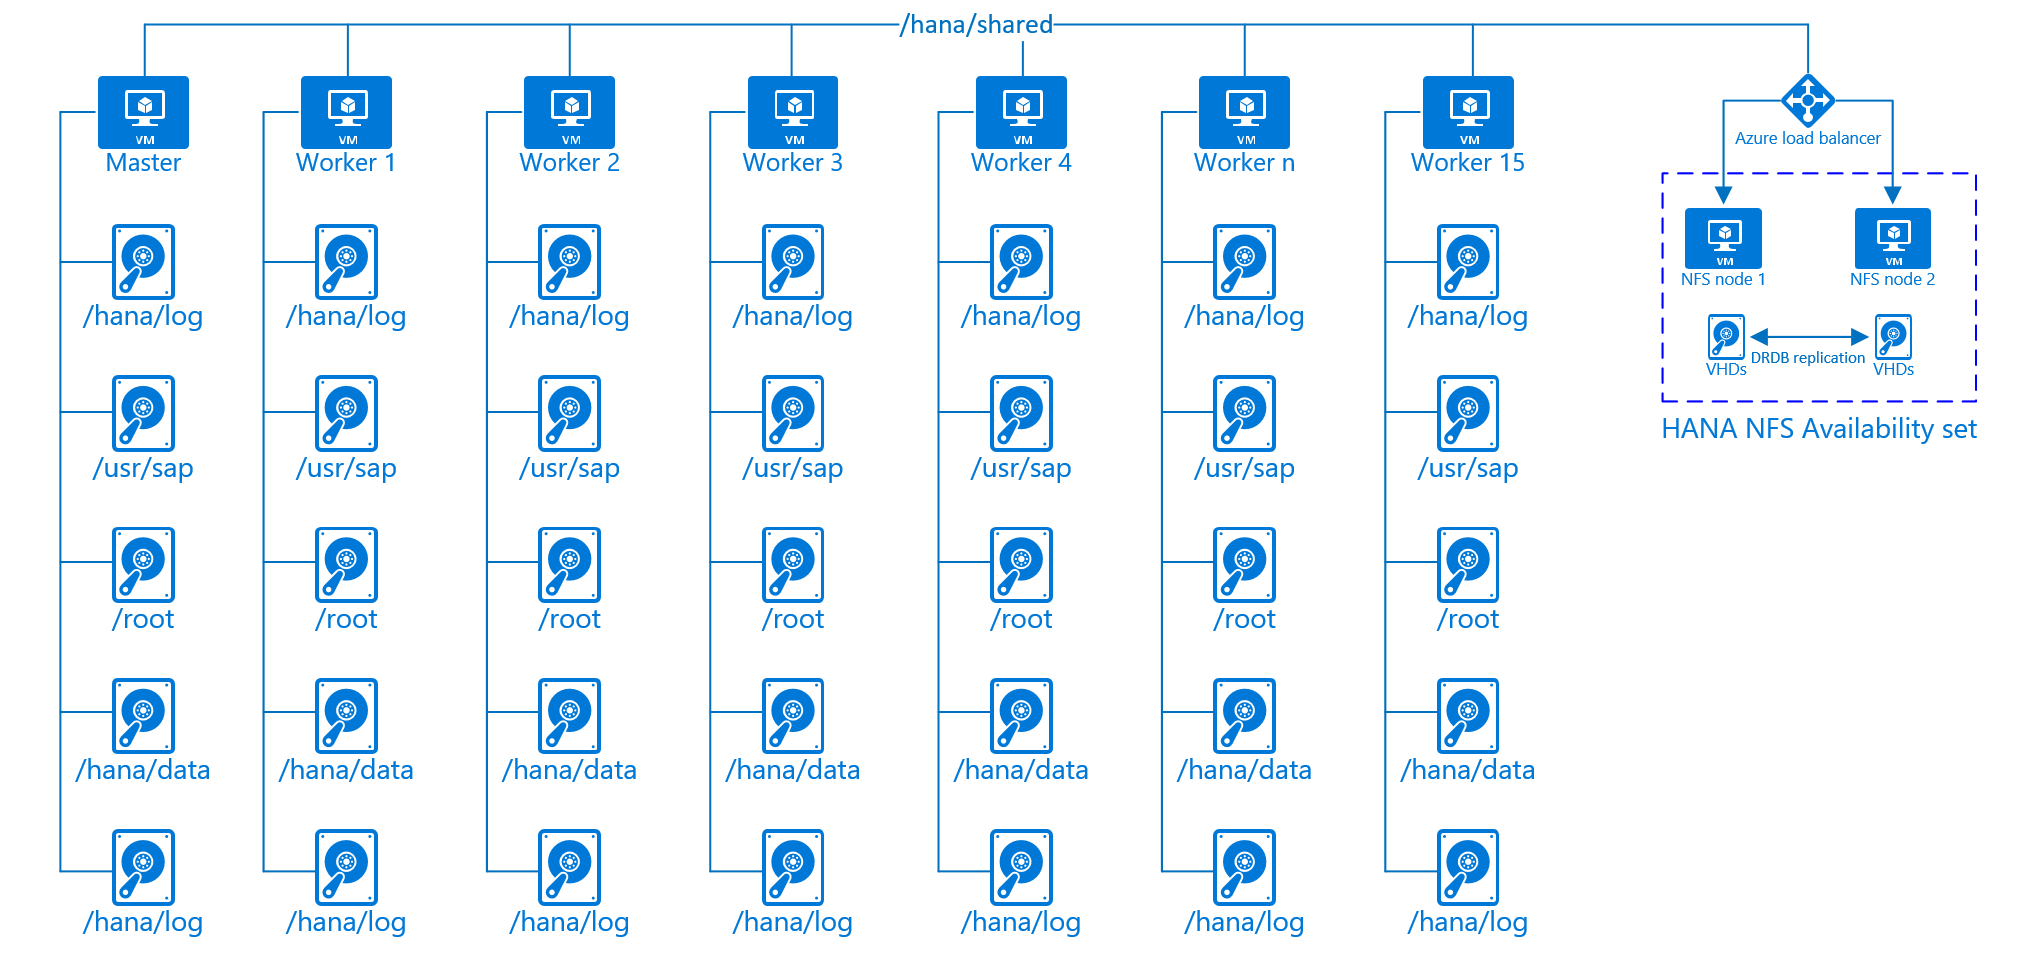 /hana/shared
VM
Master
VM
Worker 1
VM
Worker 2
VM
Worker 3
VM
Worker 4
VM
Worker n
VM
Worker 15
Azure load balancer
/hana/log
/hana/log
/hana/log
/hana/log
/hana/log
/hana/log
/hana/log
/usr/sap
/usr/sap
/usr/sap
/usr/sap
/usr/sap
/usr/sap
/usr/sap
/root
/root
/root
/root
/root
/root
/root
/hana/data
/hana/data
/hana/data
/hana/data
/hana/data
/hana/data
/hana/data
/hana/log
/hana/log
/hana/log
/hana/log
/hana/log
/hana/log
/hana/log
VM
NFS node 1
VM
NFS node 2
DRDB replication
VHDs
VHDs
HANA NFS Availability set